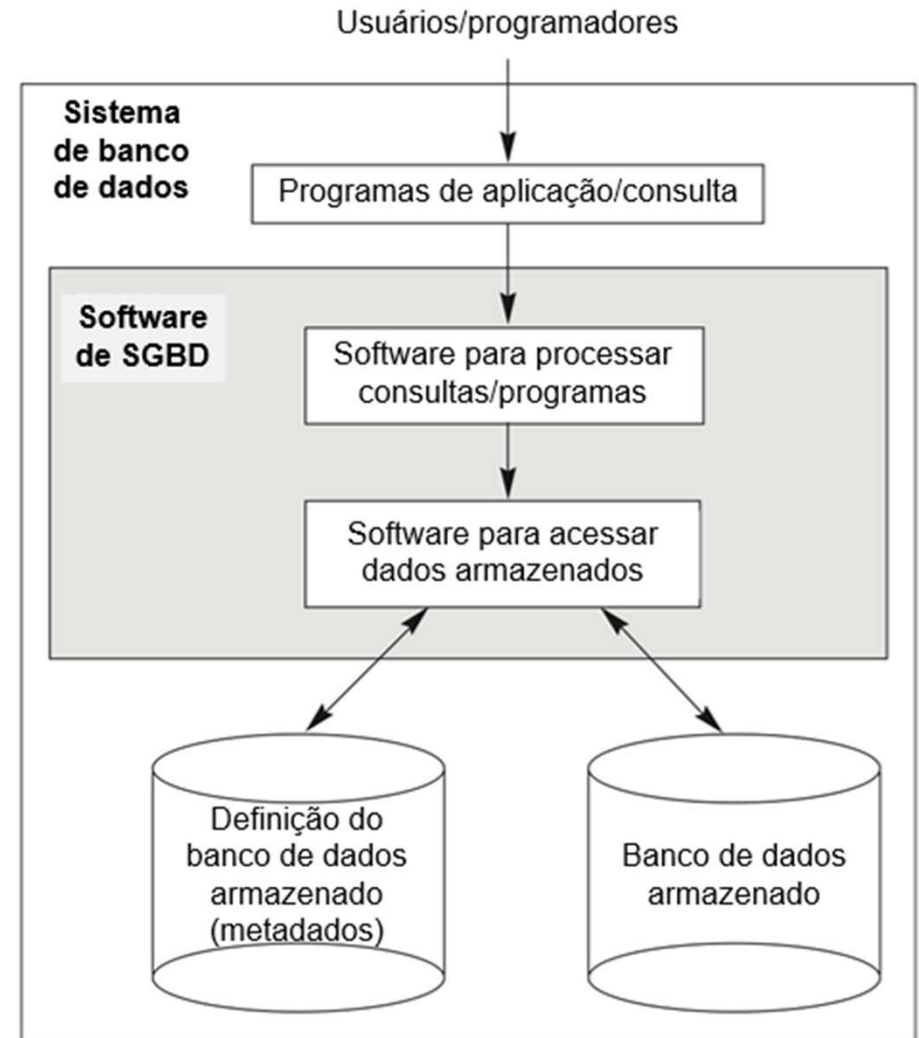 Usuários/programadores
Sistema
de banco
de dados
Programas de aplicação/consulta
Software
de SGBD
Software para processar
consultas/programas
Software para acessar
dados armazenados
Definição do
banco de dados
armazenado
(metadados)
Banco de dados
armazenado